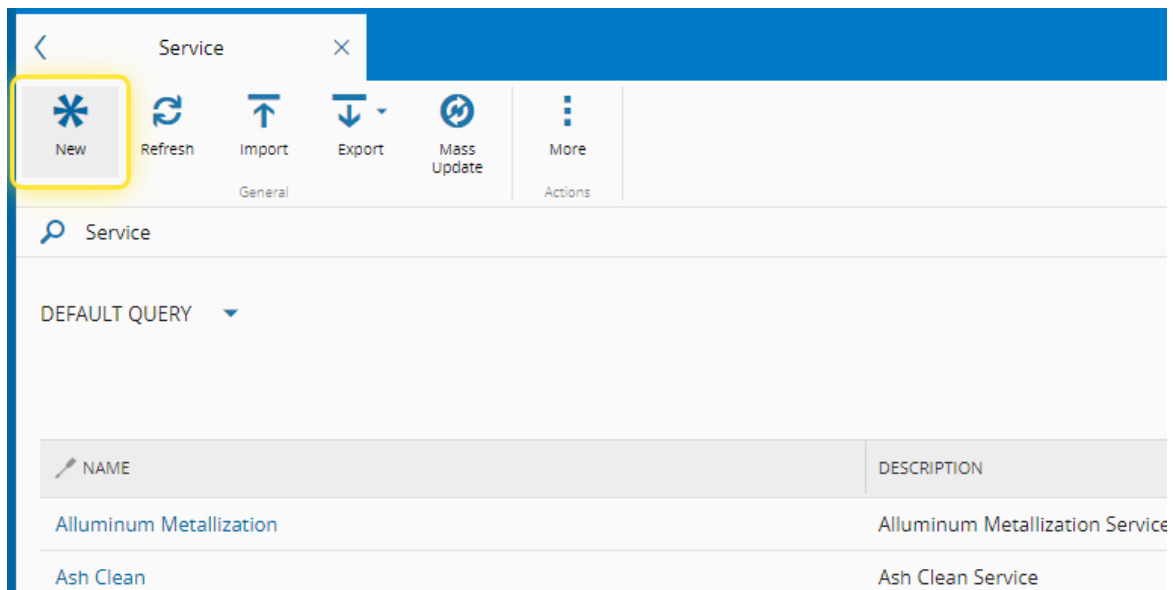 Service
New
Refresh
Import
Export
Mass
Update
More
General
Actions
Service
DEFAULT QUERY
NAME DESCRIPTION
Alluminum Metallization Alluminum Metallization Service
Ash Clean Ash Clean Service